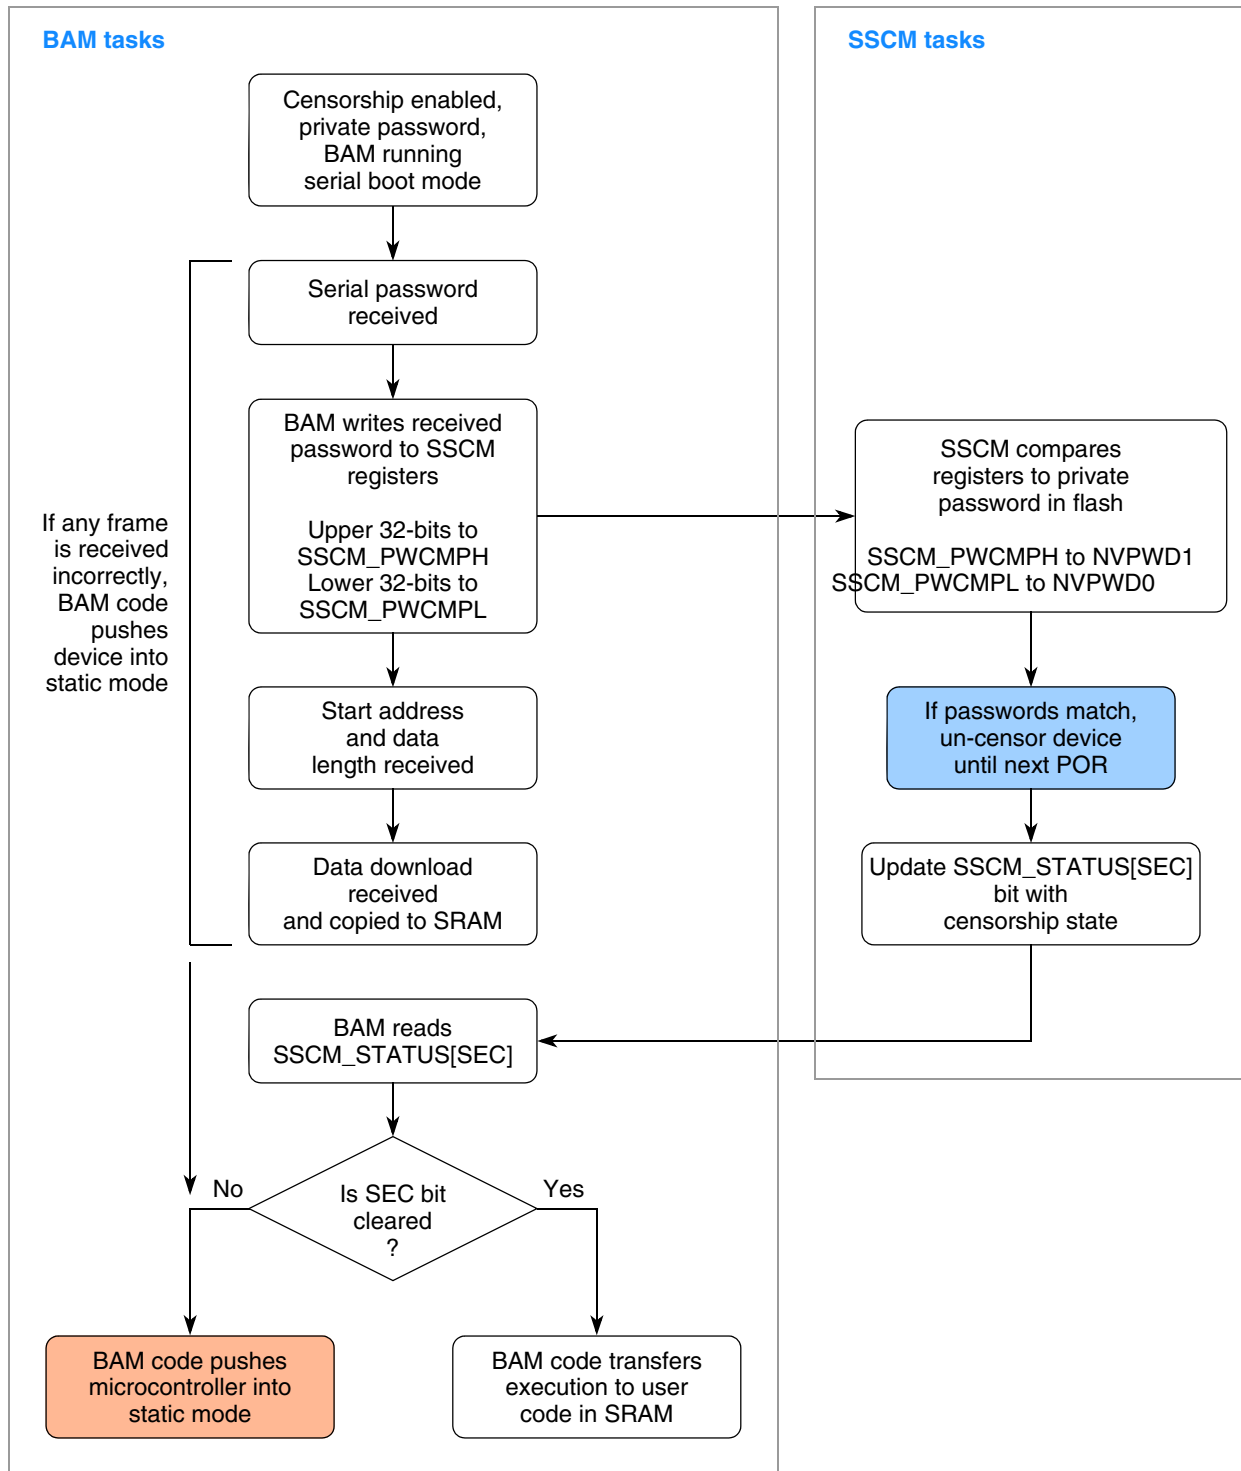 BAM tasks
SSCM tasks
Censorship enabled,
private password,
BAM running
serial boot mode
Serial password
received
BAM writes received
password to SSCM
registers
Upper 32-bits to
SSCM_PWCMPH
Lower 32-bits to
SSCM_PWCMPL
SSCM compares
registers to private
password in flash
SSCM_PWCMPH to NVPWD1
SSCM_PWCMPL to NVPWD0
If any frame
is received
incorrectly,
BAM code
pushes
device into
static mode
Start address
and data
length received
If passwords match,
un-censor device
until next POR
Data download
received
and copied to SRAM
Update SSCM_STATUS[SEC]
bit with
censorship state
BAM reads
SSCM_STATUS[SEC]
No
Is SEC bit
cleared
?
Yes
BAM code pushes
microcontroller into
static mode
BAM code transfers
execution to user
code in SRAM